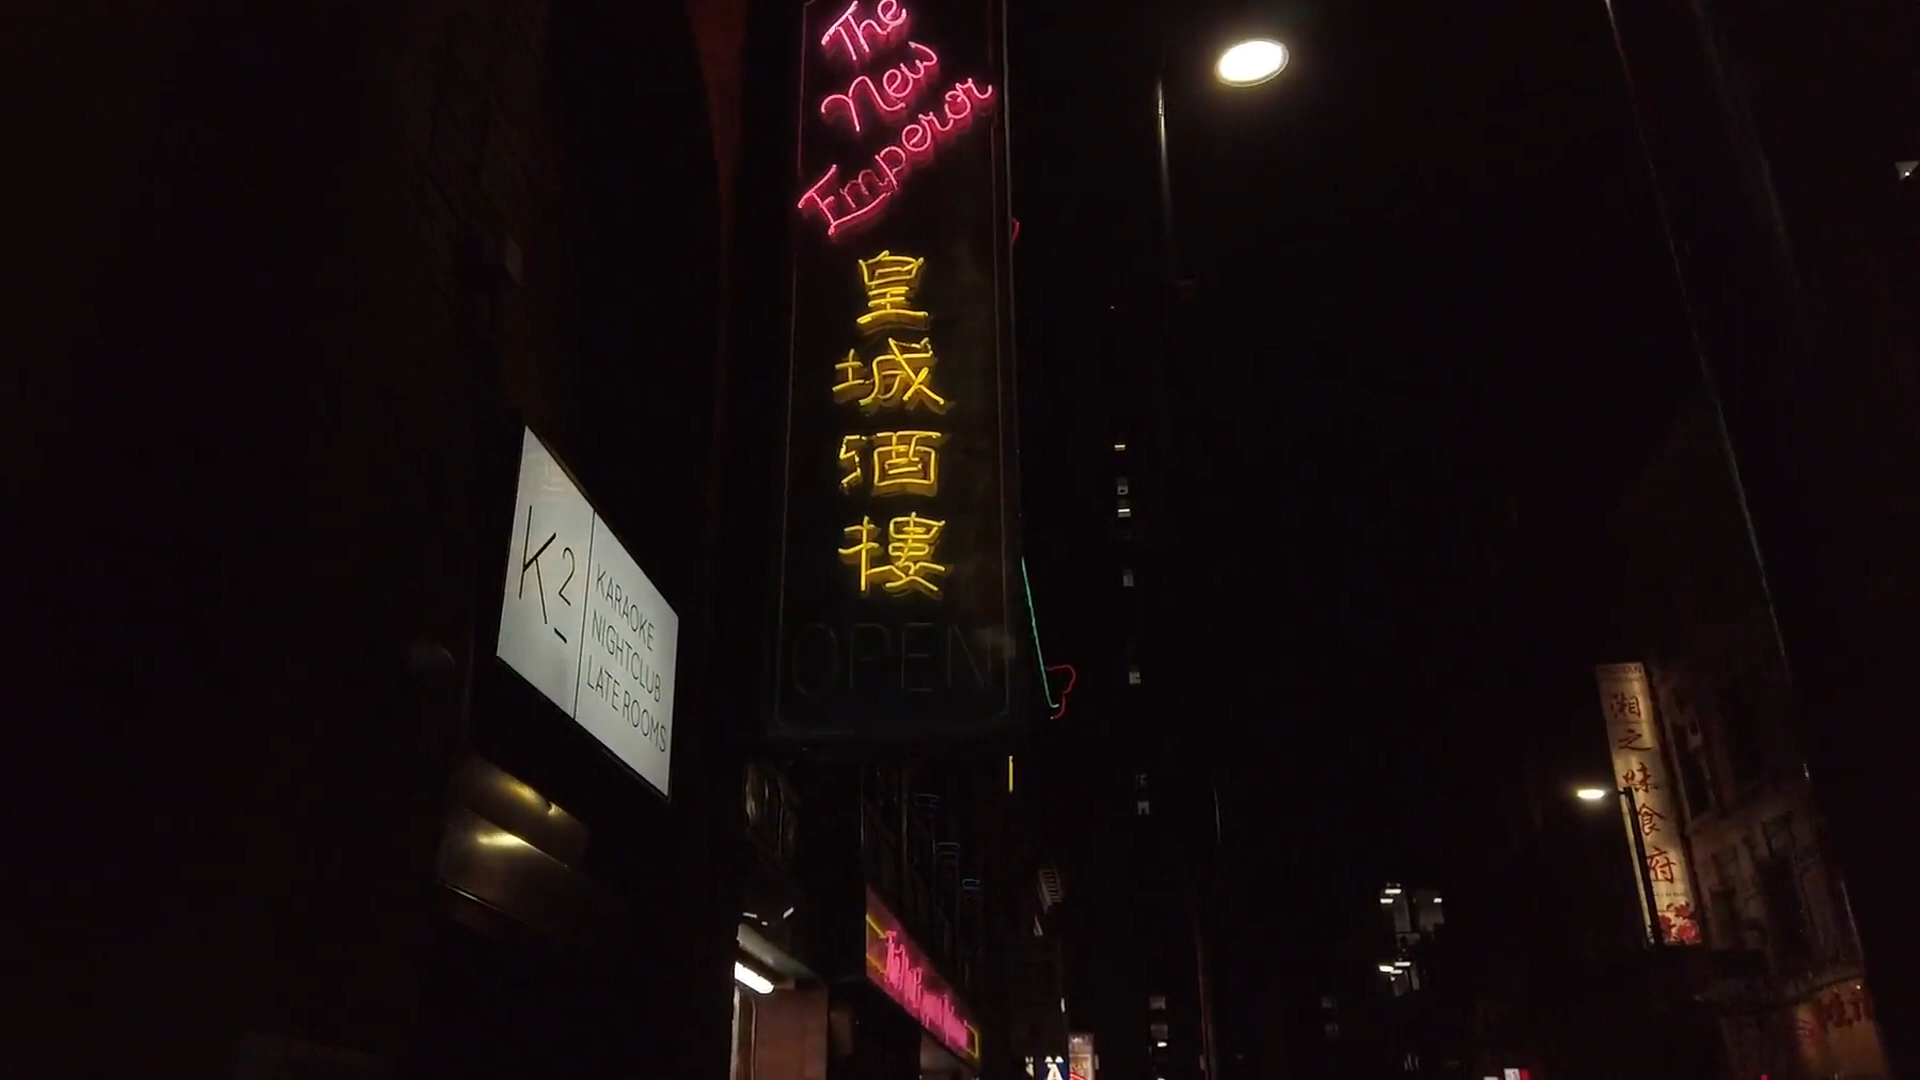 The
New
Emperor
皇
城
酒
樓
OPEN
K2
KARAOKE
NIGHTCLUB
LATE ROOMS
湘
之
味
食
府